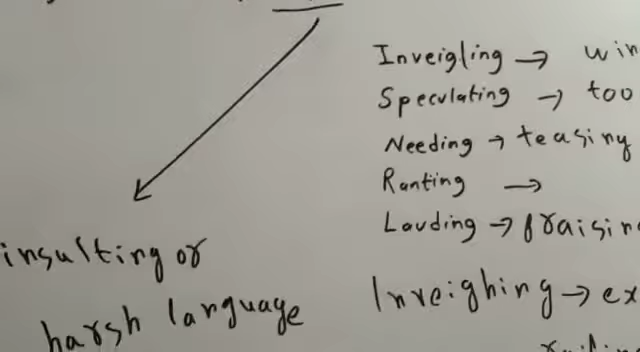 Inveigling → win
Speculating → too
Needing → teasing
Ranting →
Lauding → praisin
insulting or
harsh language
Inveighing → ex